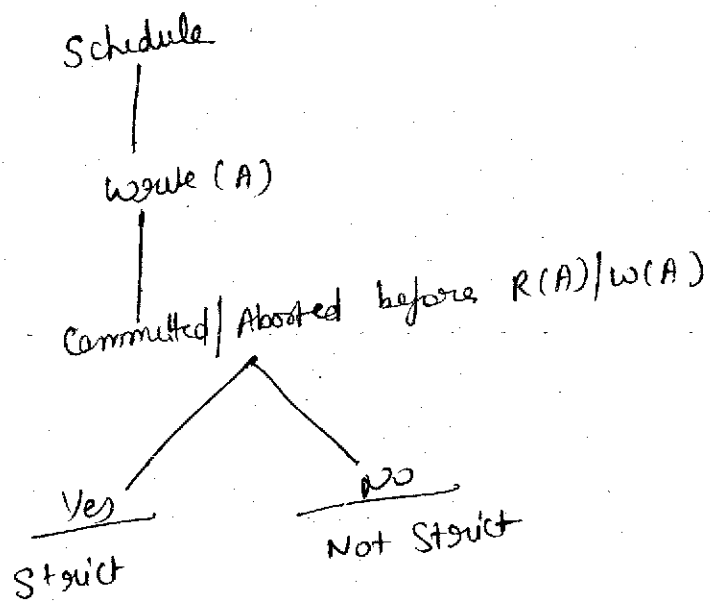 Schedule
Write (A)
Committed/Aborted before R(A)/W(A)
Yes
No
Strict
Not Strict